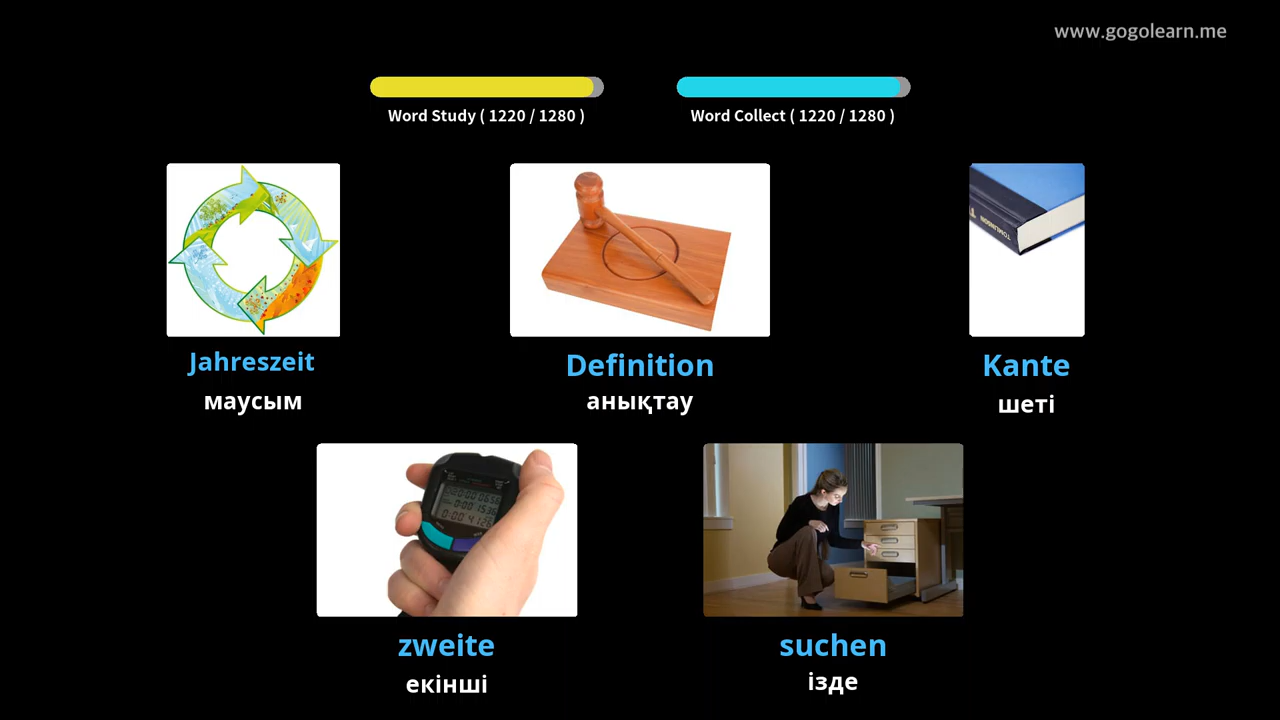 www.gogolearn.me
Word Study ( 1220 / 1280 )
Word Collect ( 1220 / 1280 )
TOMLINSON
Jahreszeit
маусым
Definition
анықтау
Kante
шеті
zweite
екінші
suchen
ізде